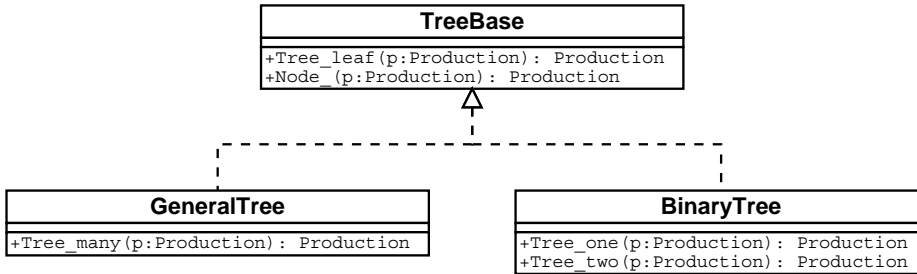 TreeBase
+Tree_leaf(p:Production): Production
+Node_(p:Production): Production
GeneralTree
+Tree_many(p:Production): Production
BinaryTree
+Tree_one(p:Production): Production
+Tree_two(p:Production): Production